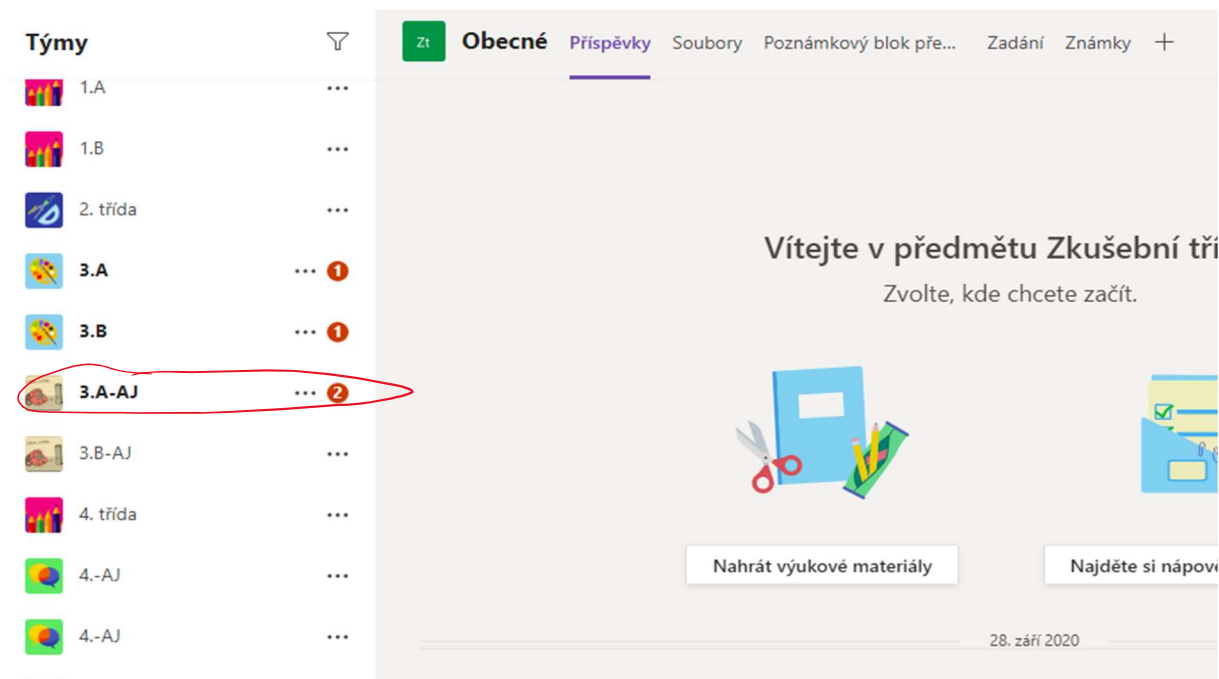 Týmy
1.A
1.B
2. třída
3.A 1
3.B 1
3.A-AJ 2
3.B-AJ
4. třída
4.-AJ
4.-AJ
Zt Obecné Příspěvky Soubory Poznámkový blok pře... Zadání Známky +
Vítejte v předmětu Zkušební tří
Zvolte, kde chcete začít.
Nahrát výukové materiály
Najděte si nápově
28. září 2020